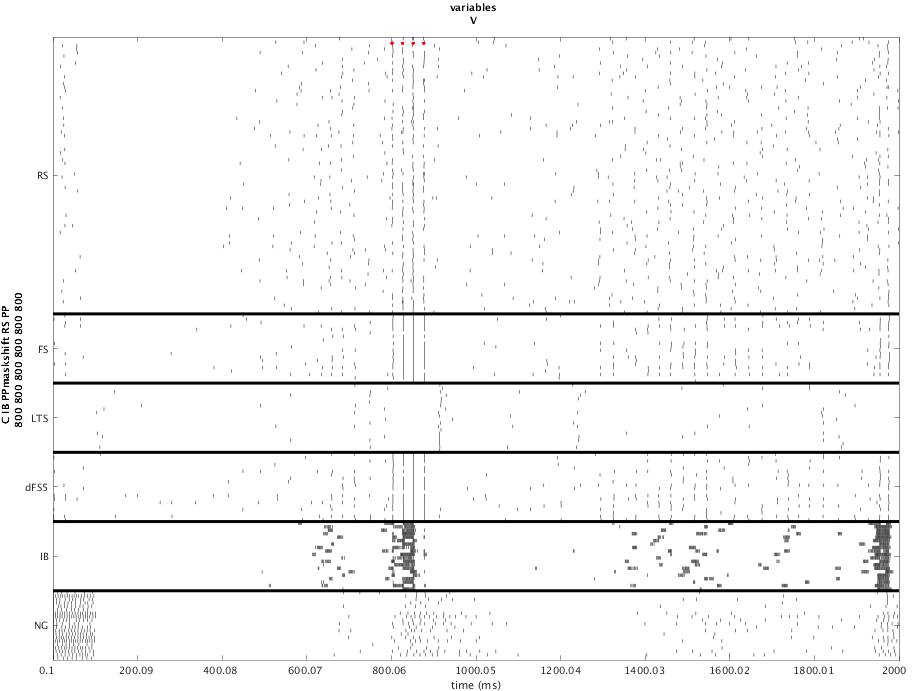 variables
V
C IB PPmaskshift RS PP
800 800 800 800 800 800
RS
FS
LTS
dFS5
IB
NG
0.1 200.09 400.08 600.07 800.06 1000.05 1200.04 1400.03 1600.02 1800.01 2000
time (ms)